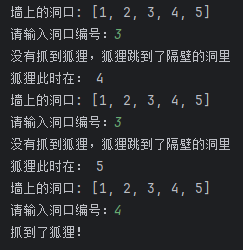 墙上的洞口: [1, 2, 3, 4, 5]
请输入洞口编号：3
没有抓到狐狸，狐狸跳到了隔壁的洞里
狐狸此时在： 4
墙上的洞口: [1, 2, 3, 4, 5]
请输入洞口编号：3
没有抓到狐狸，狐狸跳到了隔壁的洞里
狐狸此时在： 5
墙上的洞口: [1, 2, 3, 4, 5]
请输入洞口编号：4
抓到了狐狸！